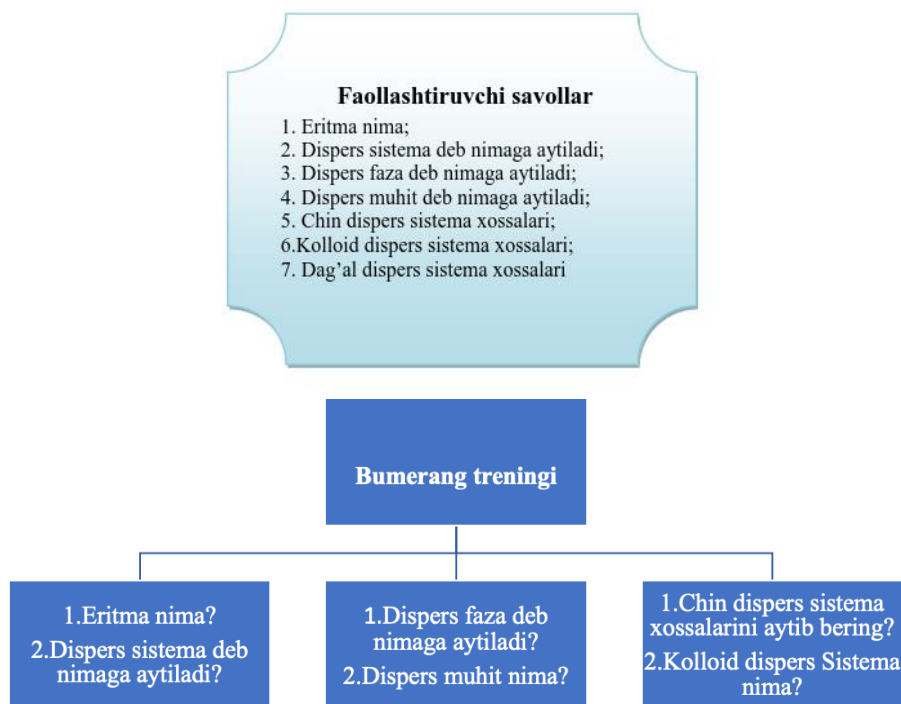 Faollashtiruvchi savollar
1. Eritma nima;
2. Dispers sistema deb nimaga aytiladi;
3. Dispers faza deb nimaga aytiladi;
4. Dispers muhit deb nimaga aytiladi;
5. Chin dispers sistema xossalari;
6.Kolloid dispers sistema xossalari;
7. Dag’al dispers sistema xossalari
Bumerang treningi
1.Eritma nima?
2.Dispers sistema deb
nimaga aytiladi?
1.Dispers faza deb
nimaga aytiladi?
2.Dispers muhit nima?
1.Chin dispers sistema
xossalarini aytib bering?
2.Kolloid dispers Sistema
nima?